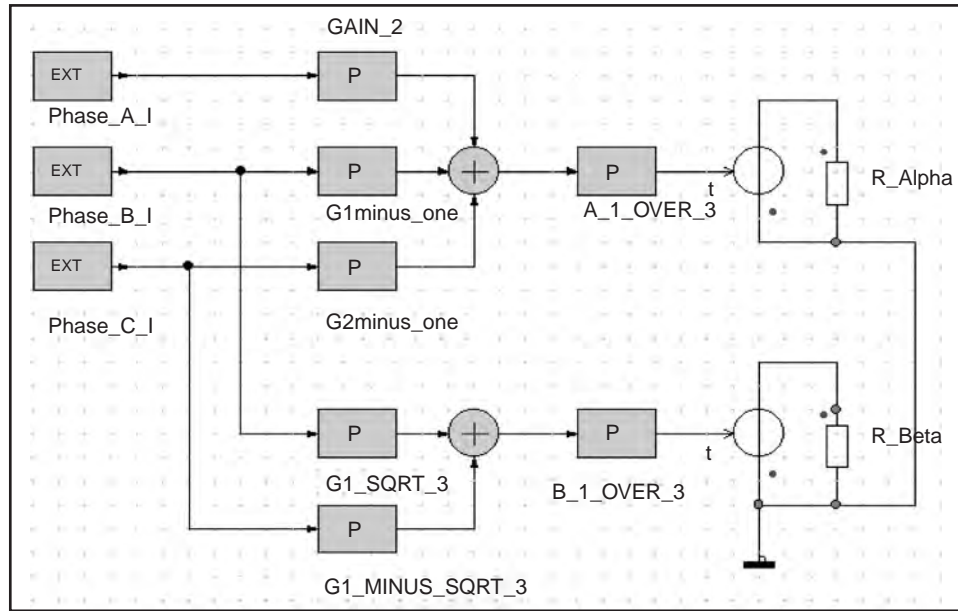 GAIN_2
EXT
P
Phase_A_I
EXT
P
P
t
R_Alpha
Phase_B_I
G1minus_one
A_1_OVER_3
EXT
P
Phase_C_I
G2minus_one
P
P
t
R_Beta
G1_SQRT_3
B_1_OVER_3
P
G1_MINUS_SQRT_3